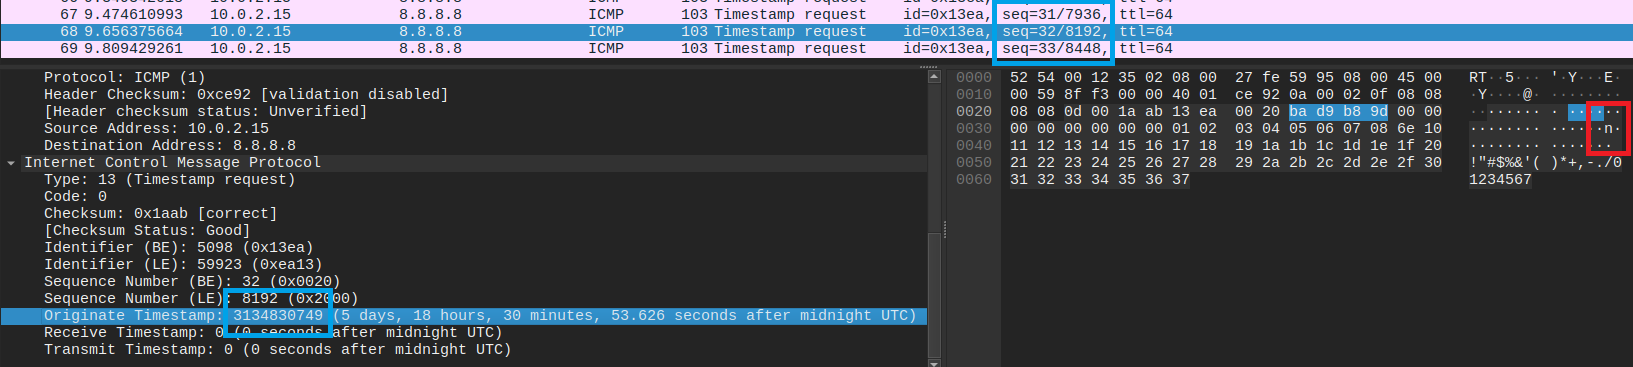 67 9.474610993 10.0.2.15 8.8.8.8 ICMP 103 Timestamp request id=0x13ea, seq=31/7936, ttl=64
68 9.656375664 10.0.2.15 8.8.8.8 ICMP 103 Timestamp request id=0x13ea, seq=32/8192, ttl=64
69 9.809429261 10.0.2.15 8.8.8.8 ICMP 103 Timestamp request id=0x13ea, seq=33/8448, ttl=64
Protocol: ICMP (1)
Header Checksum: 0xce92 [validation disabled]
[Header checksum status: Unverified]
Source Address: 10.0.2.15
Destination Address: 8.8.8.8
Internet Control Message Protocol
Type: 13 (Timestamp request)
Code: 0
Checksum: 0x1aab [correct]
[Checksum Status: Good]
Identifier (BE): 5098 (0x13ea)
Identifier (LE): 59923 (0xea13)
Sequence Number (BE): 32 (0x0020)
Sequence Number (LE): 8192 (0x2000)
Originate Timestamp: 3134830749 (5 days, 18 hours, 30 minutes, 53.626 seconds after midnight UTC)
Receive Timestamp: 0 (0 seconds after midnight UTC)
Transmit Timestamp: 0 (0 seconds after midnight UTC)
0000 52 54 00 12 35 02 08 00 27 fe 59 95 08 00 45 00 RT··5··· '·Y···E·
0010 00 59 8f f3 00 00 40 01 ce 92 0a 00 02 0f 08 08 ·Y····@· ········
0020 08 08 0d 00 1a ab 13 ea 00 20 ba d9 b8 9d 00 00 ········ · ······
0030 00 00 00 00 00 00 01 02 03 04 05 06 07 08 6e 10 ········ ······n·
0040 11 12 13 14 15 16 17 18 19 1a 1b 1c 1d 1e 1f 20 ········ ·······
0050 21 22 23 24 25 26 27 28 29 2a 2b 2c 2d 2e 2f 30 !"#$%&'( )*+,-./0
0060 31 32 33 34 35 36 37 1234567